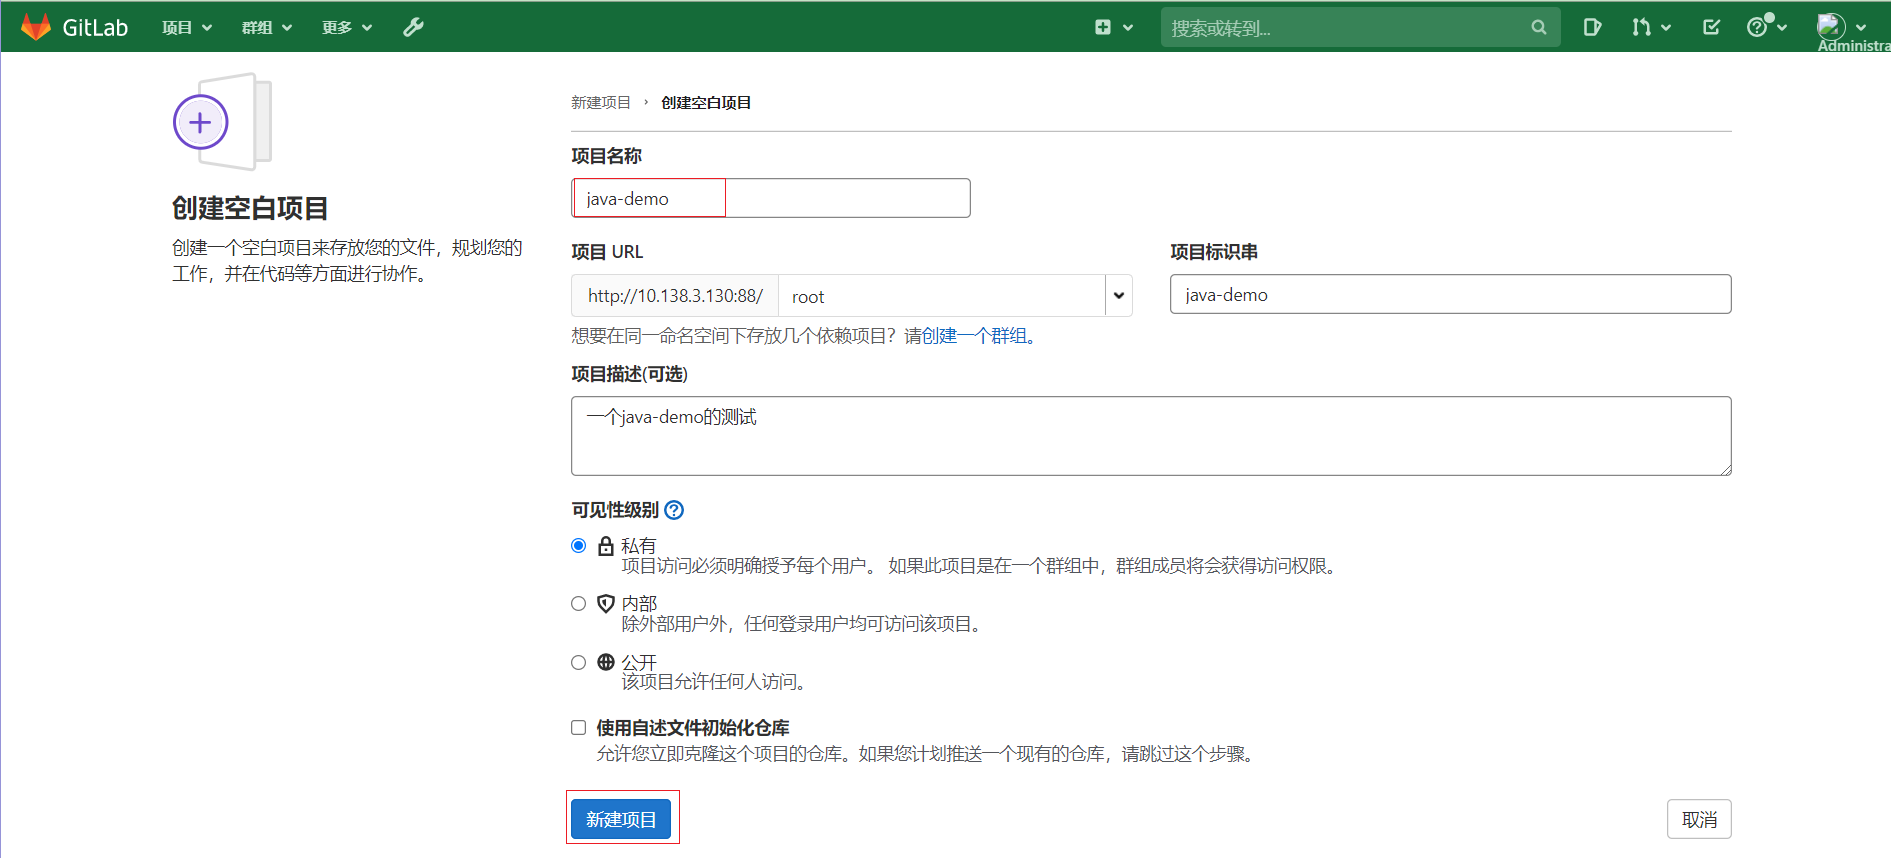 GitLab 项目 群组 更多 搜索或转到...
Administra
新建项目 › 创建空白项目
创建空白项目
创建一个空白项目来存放您的文件，规划您的
工作，并在代码等方面进行协作。
项目名称
java-demo
项目 URL
http://10.138.3.130:88/ root
项目标识串
java-demo
想要在同一命名空间下存放几个依赖项目？请创建一个群组。
项目描述(可选)
一个java-demo的测试
可见性级别
私有
项目访问必须明确授予每个用户。 如果此项目是在一个群组中，群组成员将会获得访问权限。
内部
除外部用户外，任何登录用户均可访问该项目。
公开
该项目允许任何人访问。
使用自述文件初始化仓库
允许您立即克隆这个项目的仓库。如果您计划推送一个现有的仓库，请跳过这个步骤。
新建项目 取消